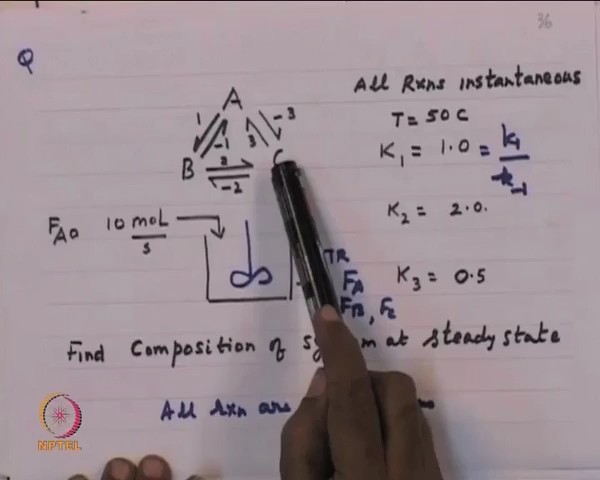 36
Q
A
All Rxns instantaneous
T = 50 C
1 -1 3 -3
K1 = 1.0 = k1 / k-1
B 2 -2
K2 = 2.0.
FA0 10 mol / s
K3 = 0.5
FA
FB, Fc
Find Composition of at steady state
All Rxn are
NPTEL